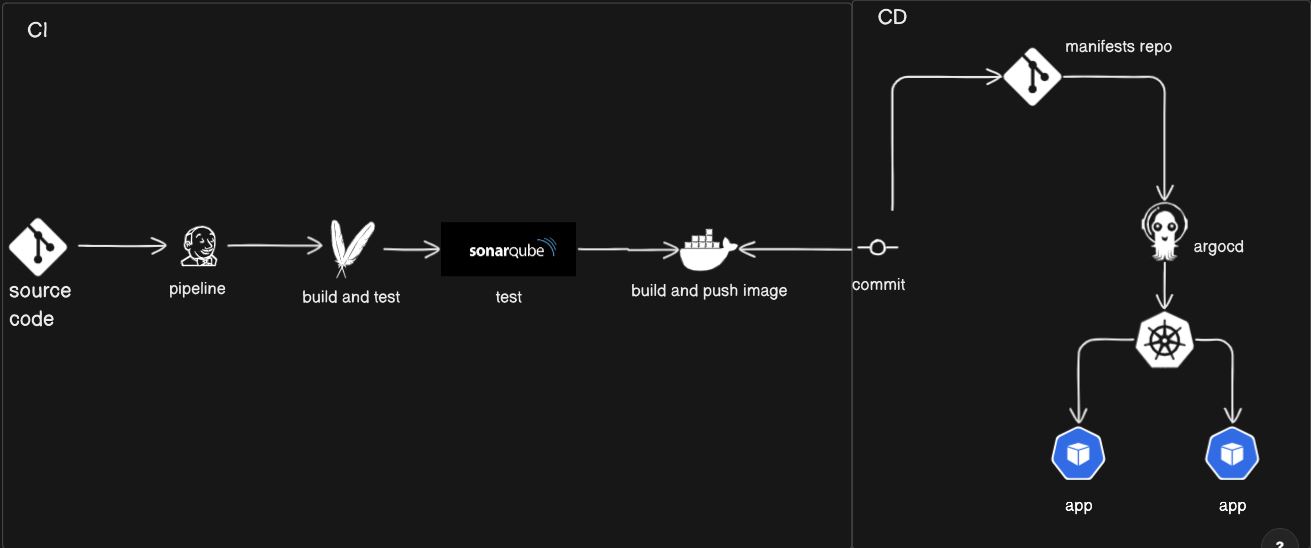 CI
CD
manifests repo
argocd
sonarqube
source
code
pipeline
build and test
test
build and push image
commit
app
app
?